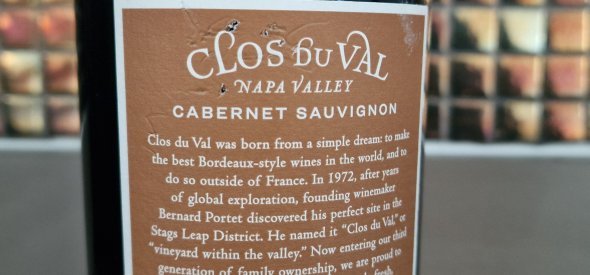 CLOS DU VAL
NAPA VALLEY
CABERNET SAUVIGNON
Clos du Val was born from a simple dream: to make
the best Bordeaux-style wines in the world, and to
do so outside of France. In 1972, after years
of global exploration, founding winemaker
Bernard Portet discovered his perfect site in the
Stags Leap District. He named it “Clos du Val,” or
“vineyard within the valley.” Now entering our third
generation of family ownership, we are proud to
fresh,